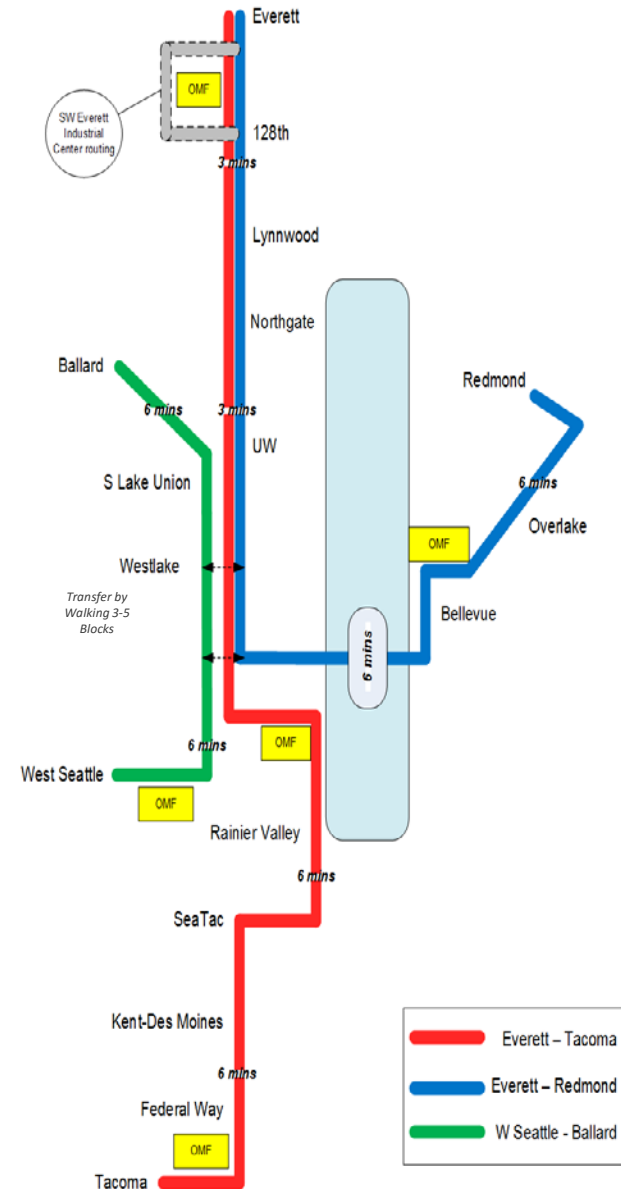 Everett
OMF
SW Everett
Industrial
Center routing
128th
3 mins
Lynnwood
Northgate
Ballard
Redmond
6 mins
3 mins
UW
S Lake Union
6 mins
Overlake
OMF
Westlake
Transfer by
Walking 3-5
Blocks
Bellevue
6 mins
6 mins
OMF
West Seattle
OMF
Rainier Valley
6 mins
SeaTac
Kent-Des Moines
Everett – Tacoma
6 mins
Everett – Redmond
Federal Way
W Seattle - Ballard
OMF
Tacoma